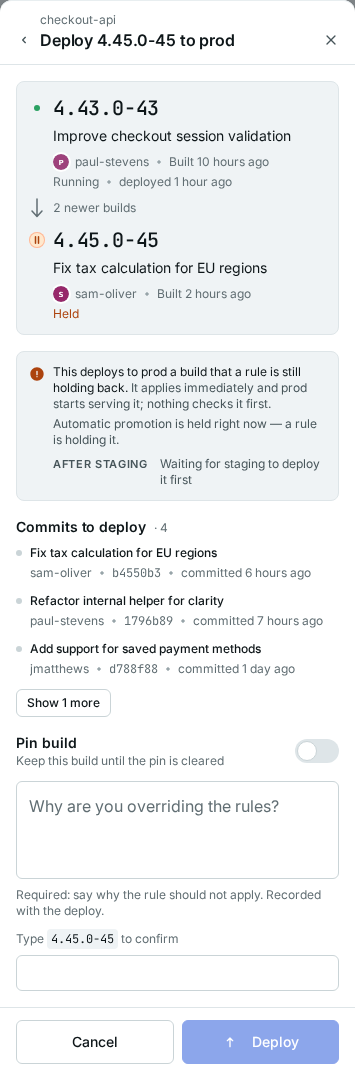 checkout-api
Deploy 4.45.0-45 to prod
4.43.0-43
Improve checkout session validation
P paul-stevens • Built 10 hours ago
Running • deployed 1 hour ago
2 newer builds
4.45.0-45
Fix tax calculation for EU regions
S sam-oliver • Built 2 hours ago
Held
This deploys to prod a build that a rule is still
holding back. It applies immediately and prod
starts serving it; nothing checks it first.
Automatic promotion is held right now — a rule
is holding it.
AFTER STAGING Waiting for staging to deploy
it first
Commits to deploy · 4
Fix tax calculation for EU regions
sam-oliver • b4550b3 • committed 6 hours ago
Refactor internal helper for clarity
paul-stevens • 1796b89 • committed 7 hours ago
Add support for saved payment methods
jmatthews • d788f88 • committed 1 day ago
Show 1 more
Pin build
Keep this build until the pin is cleared
Why are you overriding the rules?
Required: say why the rule should not apply. Recorded
with the deploy.
Type 4.45.0-45 to confirm
Cancel
Deploy